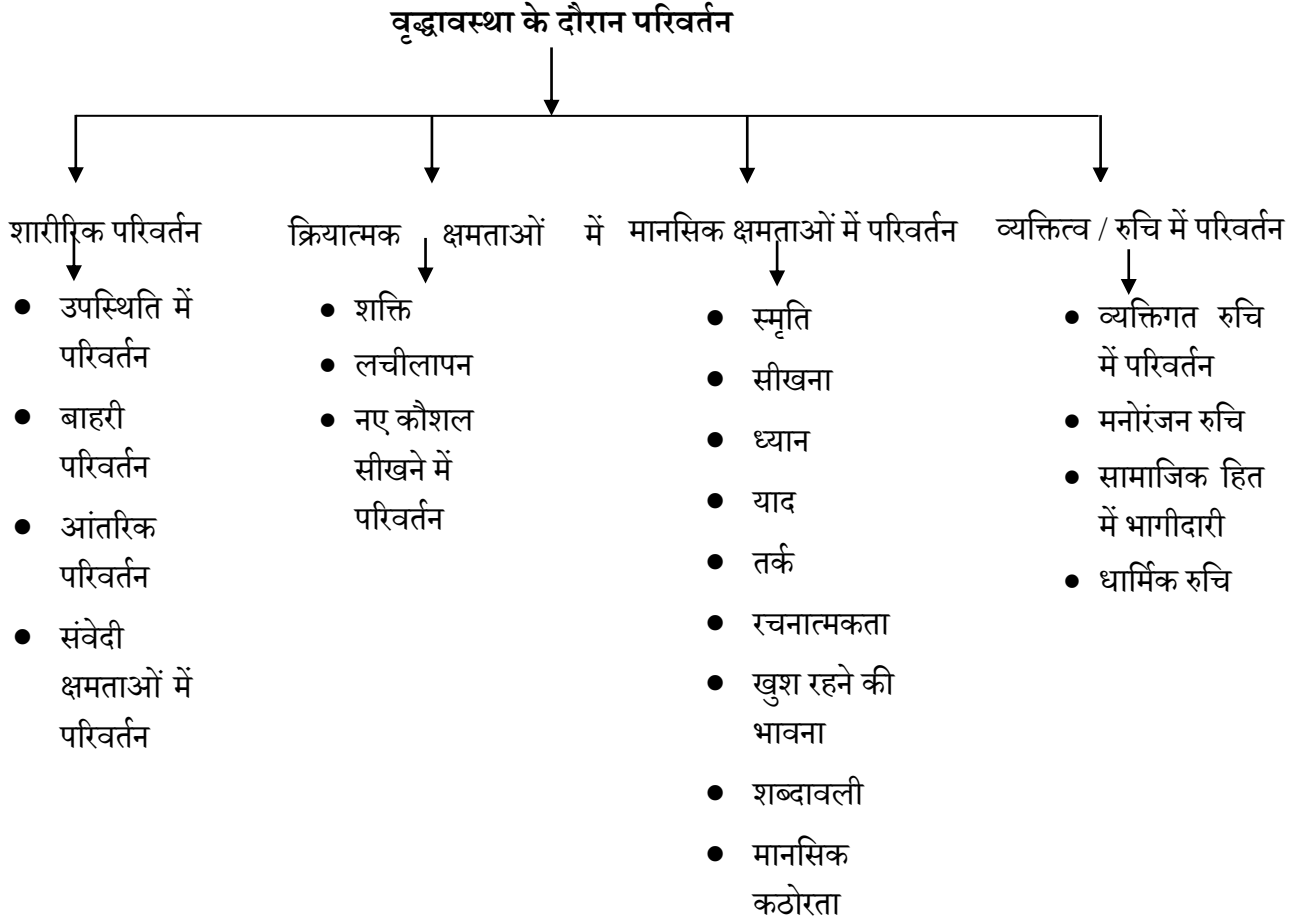 वृद्धावस्था के दौरान परिवर्तन
शारीरिक परिवर्तन
उपस्थिति में
परिवर्तन
बाहरी
परिवर्तन
आंतरिक
परिवर्तन
संवेदी
क्षमताओं में
परिवर्तन
क्रियात्मक क्षमताओं में
शक्ति
लचीलापन
नए कौशल
सीखने में
परिवर्तन
मानसिक क्षमताओं में परिवर्तन
स्मृति
सीखना
ध्यान
याद
तर्क
रचनात्मकता
खुश रहने की
भावना
शब्दावली
मानसिक
कठोरता
व्यक्तित्व / रुचि में परिवर्तन
व्यक्तिगत रुचि
में परिवर्तन
मनोरंजन रुचि
सामाजिक हित
में भागीदारी
धार्मिक रुचि